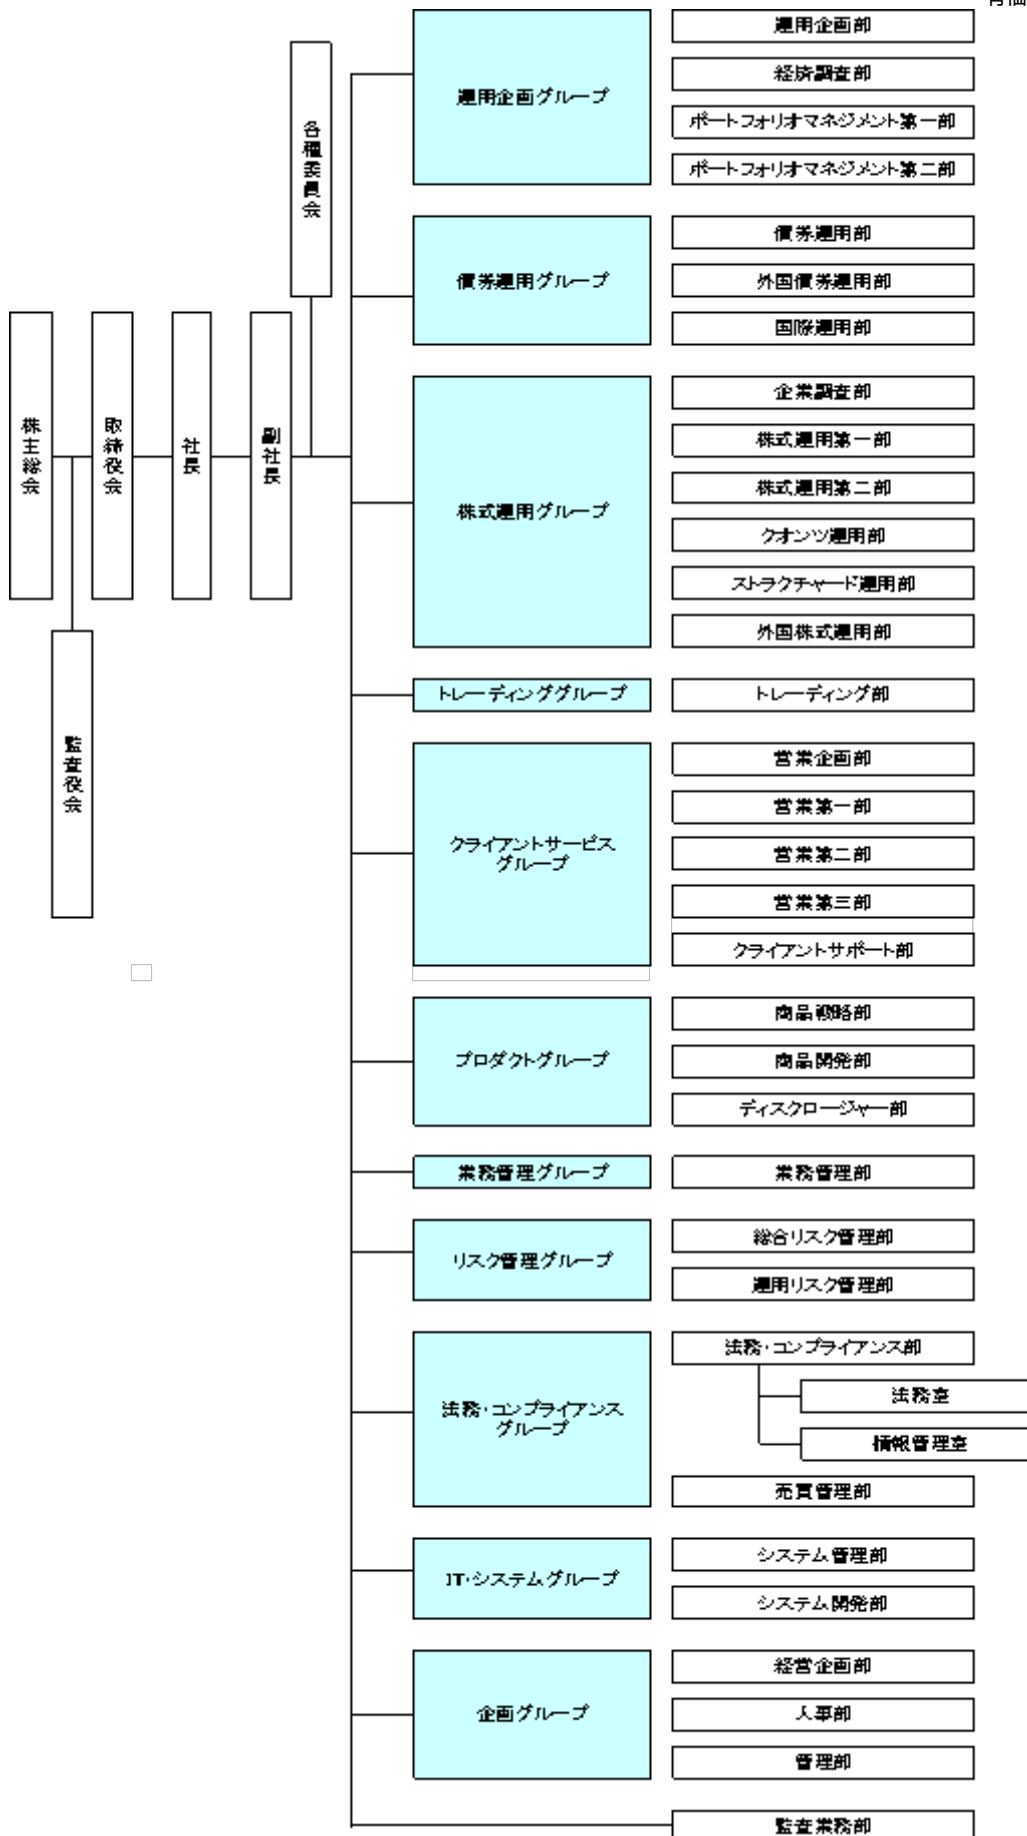 各種委員会
株主総会
取締役会
社長
副社長
監査役会
運用企画グループ
運用企画部
経済調査部
ポートフォリオマネジメント第一部
ポートフォリオマネジメント第二部
債券運用グループ
債券運用部
外国債券運用部
国際運用部
株式運用グループ
企業調査部
株式運用第一部
株式運用第二部
クオンツ運用部
ストラクチャード運用部
外国株式運用部
トレーディンググループ
トレーディング部
クライアントサービス
グループ
営業企画部
営業第一部
営業第二部
営業第三部
クライアントサポート部
プロダクトグループ
商品戦略部
商品開発部
ディスクロージャー部
業務管理グループ
業務管理部
リスク管理グループ
総合リスク管理部
運用リスク管理部
法務・コンプライアンス
グループ
法務・コンプライアンス部
法務室
情報管理室
売買管理部
IT・システムグループ
システム管理部
システム開発部
企画グループ
経営企画部
人事部
管理部
監査業務部